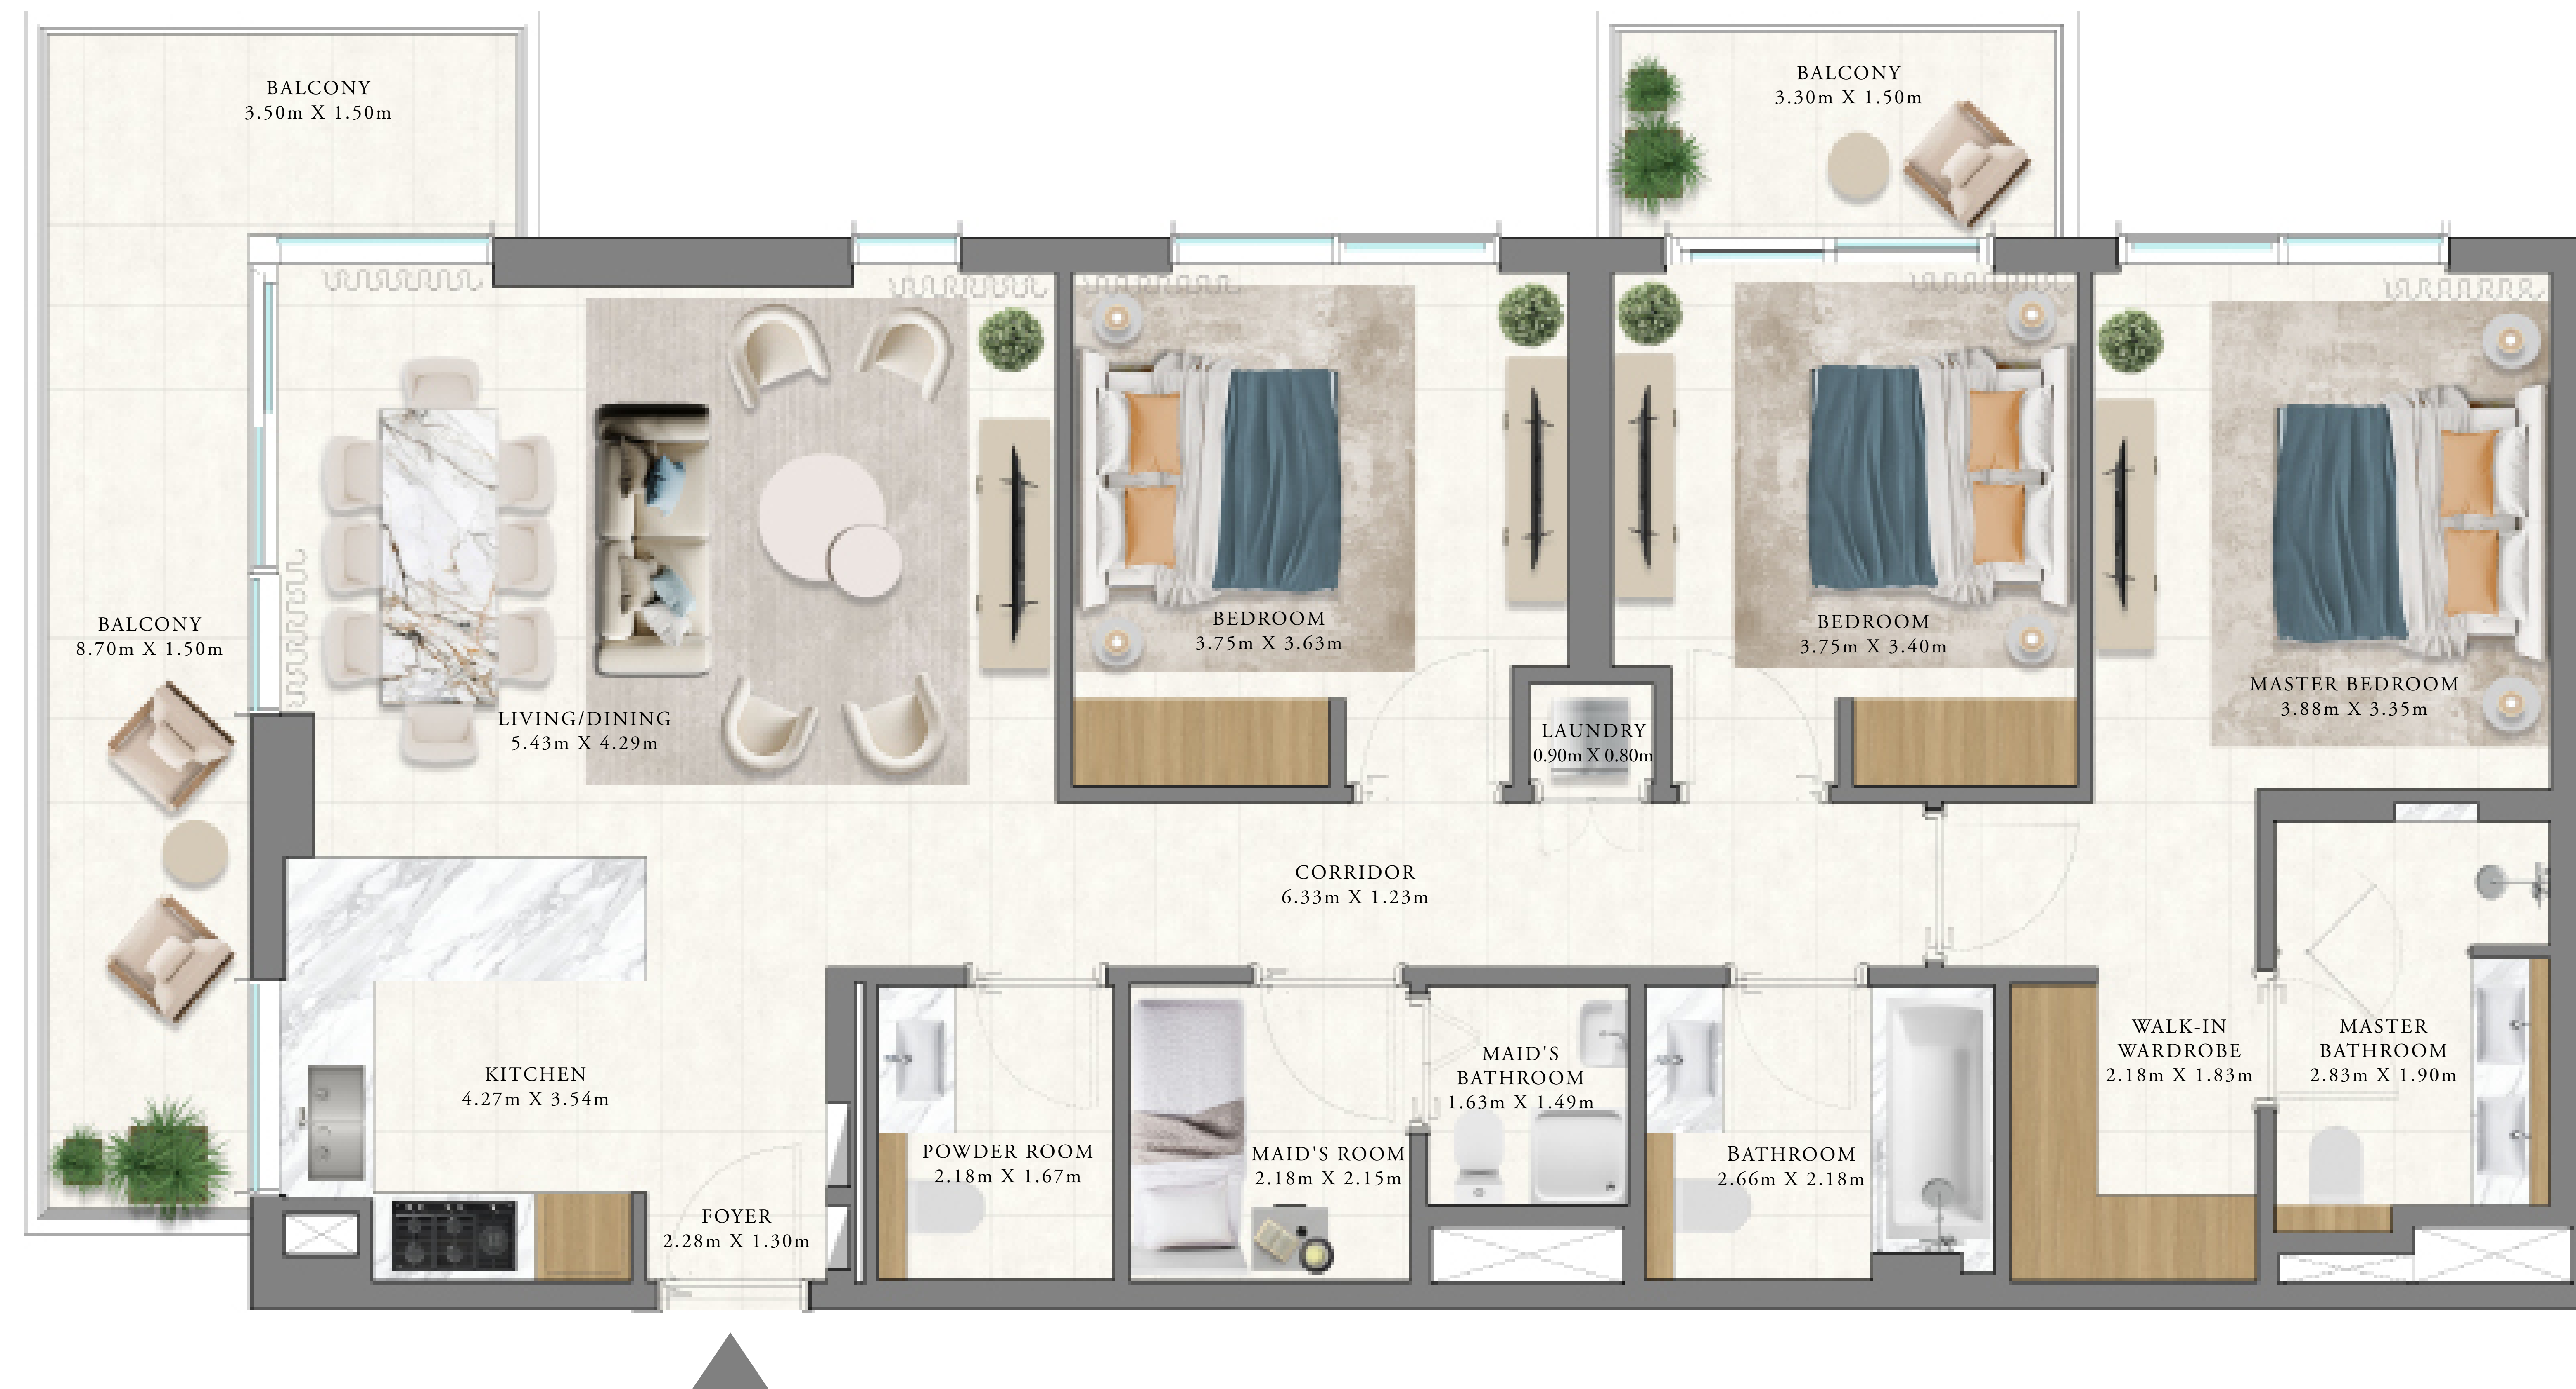 BALCONY
3.50m X 1.50m
BALCONY
3.30m X 1.50m
BALCONY
8.70m X 1.50m
LIVING/DINING
5.43m X 4.29m
BEDROOM
3.75m X 3.63m
BEDROOM
3.75m X 3.40m
MASTER BEDROOM
3.88m X 3.35m
LAUNDRY
0.90m X 0.80m
CORRIDOR
6.33m X 1.23m
KITCHEN
4.27m X 3.54m
FOYER
2.28m X 1.30m
POWDER ROOM
2.18m X 1.67m
MAID'S ROOM
2.18m X 2.15m
MAID'S
BATHROOM
1.63m X 1.49m
BATHROOM
2.66m X 2.18m
WALK-IN
WARDROBE
2.18m X 1.83m
MASTER
BATHROOM
2.83m X 1.90m